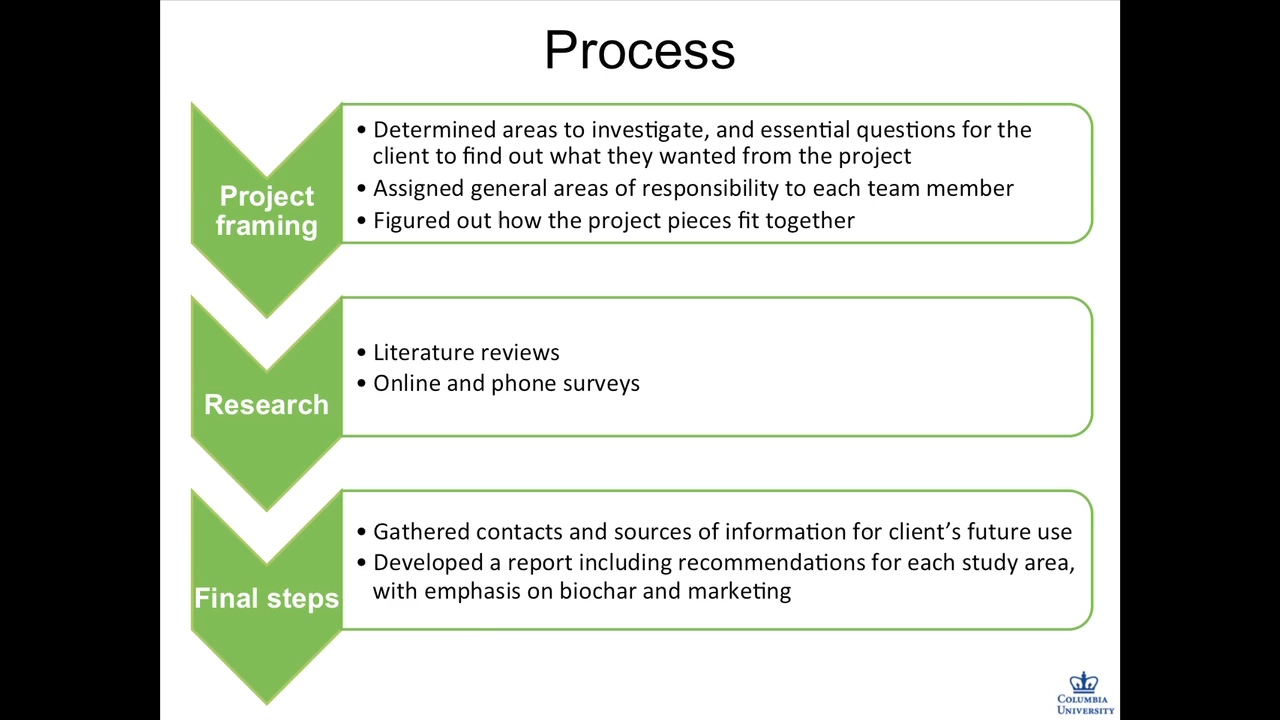 Process
Project
framing
• Determined areas to investigate, and essential questions for the
client to find out what they wanted from the project
• Assigned general areas of responsibility to each team member
• Figured out how the project pieces fit together
Research
• Literature reviews
• Online and phone surveys
Final steps
• Gathered contacts and sources of information for client’s future use
• Developed a report including recommendations for each study area,
with emphasis on biochar and marketing
COLUMBIA
UNIVERSITY